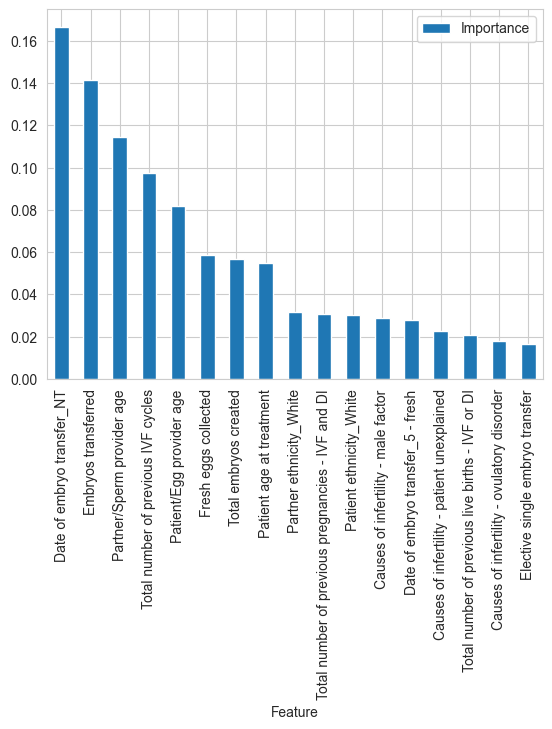 Importance
0.16
0.14
0.12
0.10
0.08
0.06
0.04
0.02
0.00
Date of embryo transfer_NT
Embryos transferred
Partner/Sperm provider age
Total number of previous IVF cycles
Patient/Egg provider age
Fresh eggs collected
Total embryos created
Patient age at treatment
Partner ethnicity_White
Total number of previous pregnancies - IVF and DI
Patient ethnicity_White
Causes of infertility - male factor
Date of embryo transfer_5 - fresh
Causes of infertility - patient unexplained
Total number of previous live births - IVF or DI
Causes of infertility - ovulatory disorder
Elective single embryo transfer
Feature